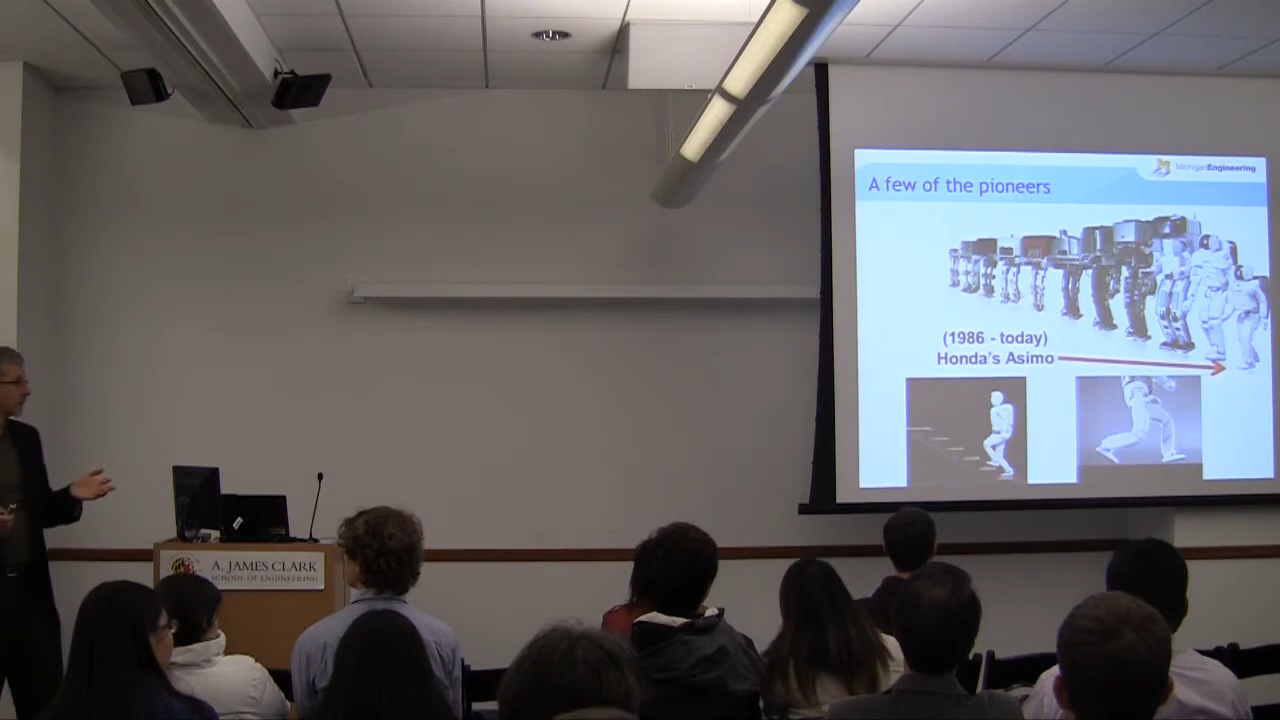 MichiganEngineering
A few of the pioneers
(1986 - today)
Honda's Asimo
A. JAMES CLARK
SCHOOL OF ENGINEERING